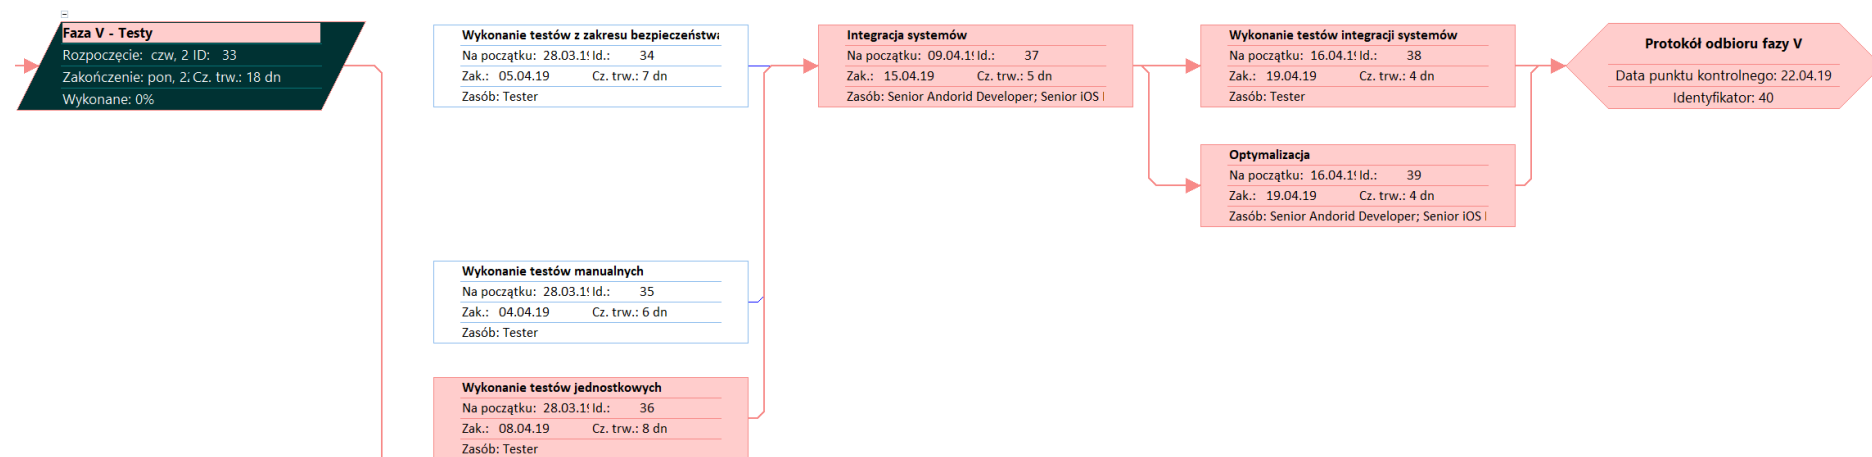 Faza V - Testy
Rozpoczęcie: czw, 2 ID: 33
Zakończenie: pon, 2 Cz. trw.: 18 dn
Wykonane: 0%
Wykonanie testów z zakresu bezpieczeństwa
Na początku: 28.03.19 Id.: 34
Zak.: 05.04.19 Cz. trw.: 7 dn
Zasób: Tester
Wykonanie testów manualnych
Na początku: 28.03.19 Id.: 35
Zak.: 04.04.19 Cz. trw.: 6 dn
Zasób: Tester
Wykonanie testów jednostkowych
Na początku: 28.03.19 Id.: 36
Zak.: 08.04.19 Cz. trw.: 8 dn
Zasób: Tester
Integracja systemów
Na początku: 09.04.19 Id.: 37
Zak.: 15.04.19 Cz. trw.: 5 dn
Zasób: Senior Andorid Developer; Senior iOS
Wykonanie testów integracji systemów
Na początku: 16.04.19 Id.: 38
Zak.: 19.04.19 Cz. trw.: 4 dn
Zasób: Tester
Optymalizacja
Na początku: 16.04.19 Id.: 39
Zak.: 19.04.19 Cz. trw.: 4 dn
Zasób: Senior Andorid Developer; Senior iOS
Protokół odbioru fazy V
Data punktu kontrolnego: 22.04.19
Identyfikator: 40